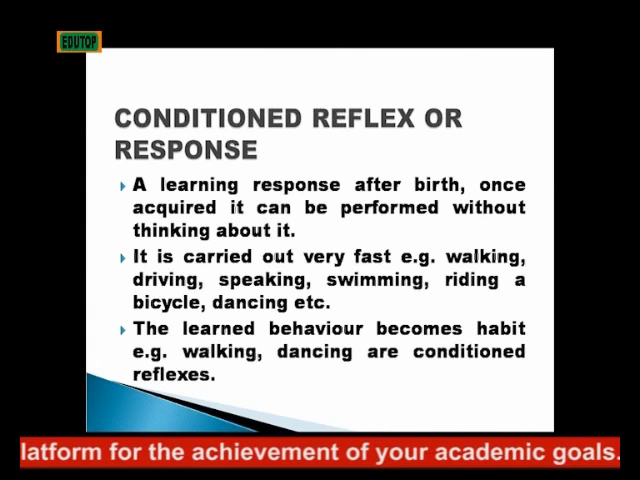 EDUTOP
CONDITIONED REFLEX OR
RESPONSE
A learning response after birth, once
acquired it can be performed without
thinking about it.
It is carried out very fast e.g. walking,
driving, speaking, swimming, riding a
bicycle, dancing etc.
The learned behaviour becomes habit
e.g. walking, dancing are conditioned
reflexes.
latform for the achievement of your academic goals.